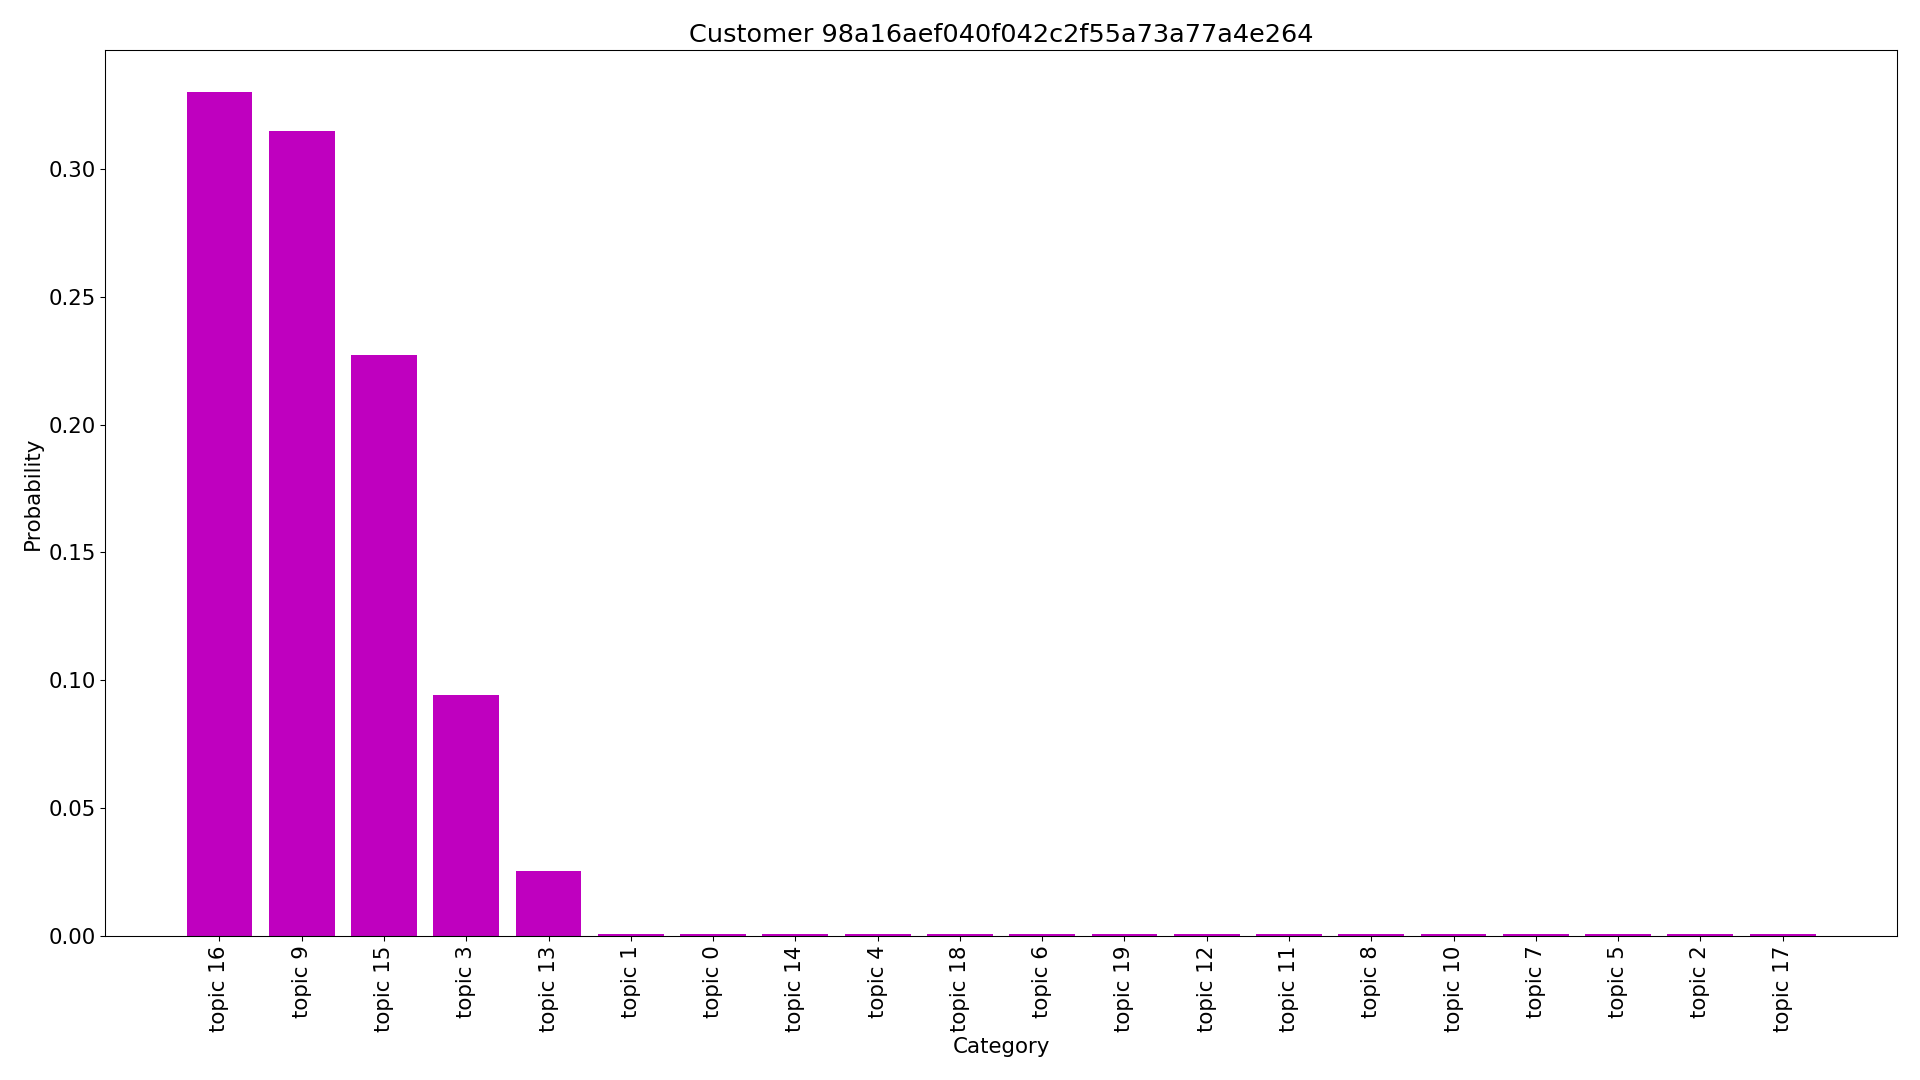 Customer 98a16aef040f042c2f55a73a77a4e264
Probability
0.30
0.25
0.20
0.15
0.10
0.05
0.00
topic 16
topic 9
topic 15
topic 3
topic 13
topic 1
topic 0
topic 14
topic 4
topic 18
topic 6
topic 19
topic 12
topic 11
topic 8
topic 10
topic 7
topic 5
topic 2
topic 17
Category